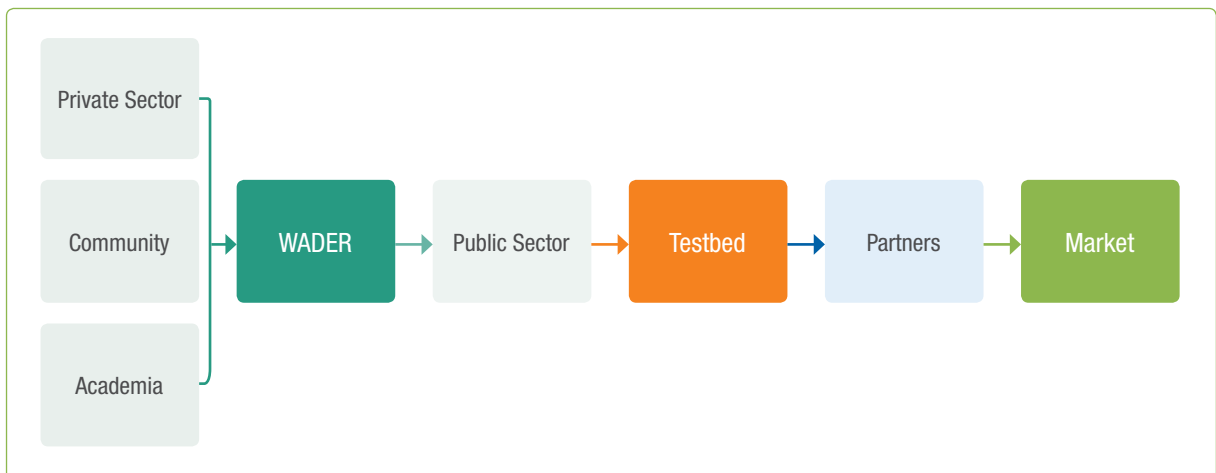 Private Sector
Community
Academia
WADER
Public Sector
Testbed
Partners
Market